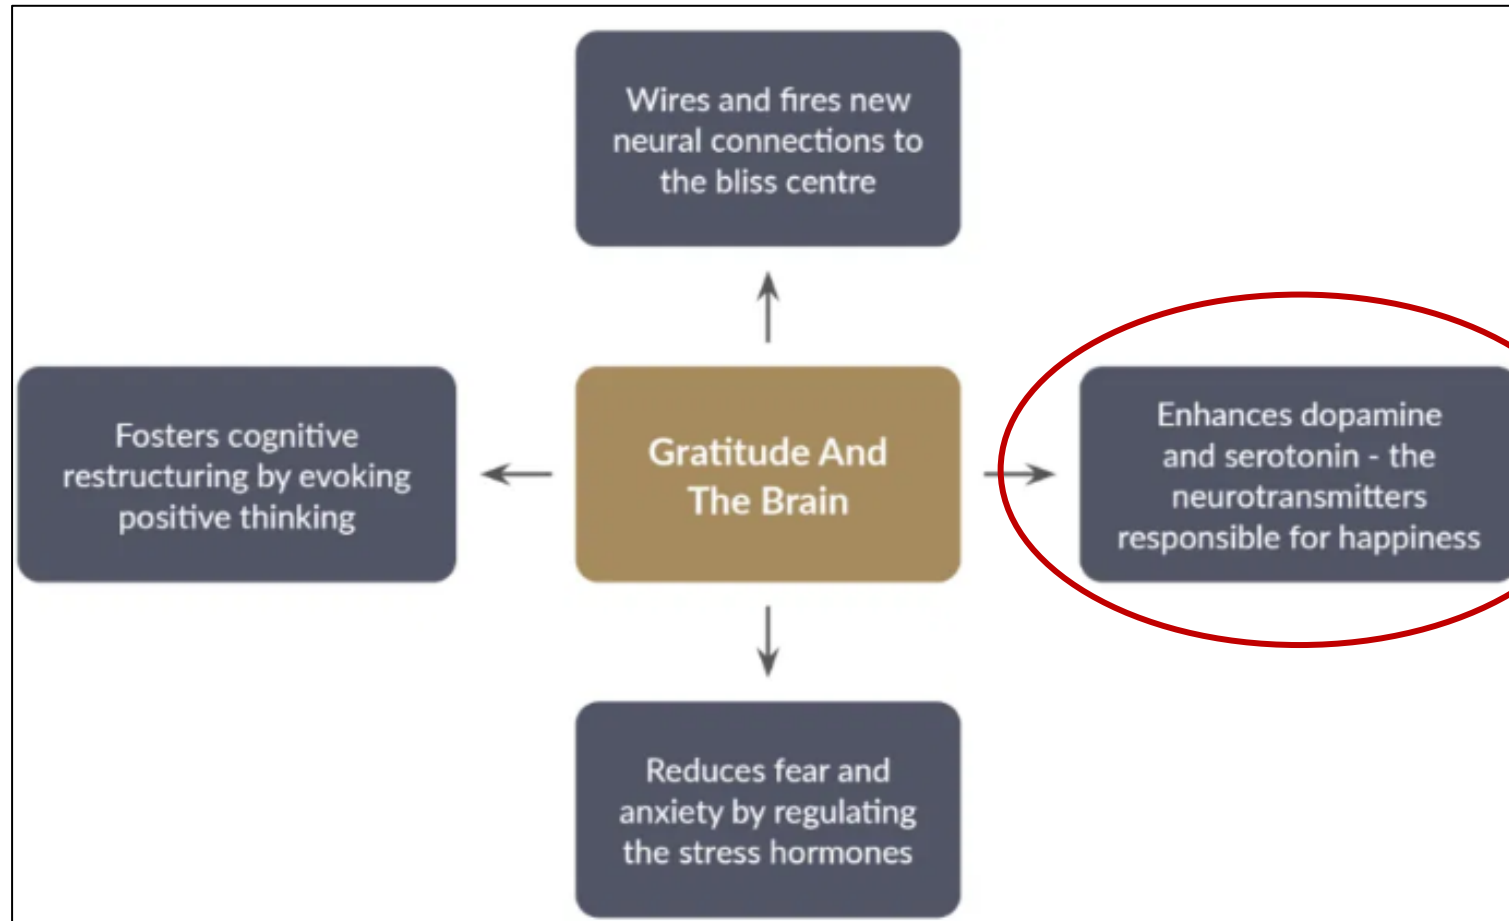 Wires and fires new
neural connections to
the bliss centre
Fosters cognitive
restructuring by evoking
positive thinking
Gratitude And
The Brain
Enhances dopamine
and serotonin - the
neurotransmitters
responsible for happiness
Reduces fear and
anxiety by regulating
the stress hormones